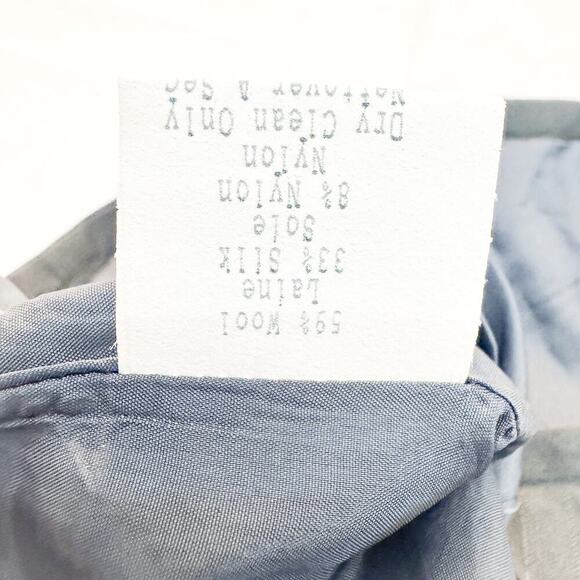 59% Wool
Laine
33% Silk
Soie
8% Nylon
Nylon
Dry Clean Only
Nettoyer A Sec